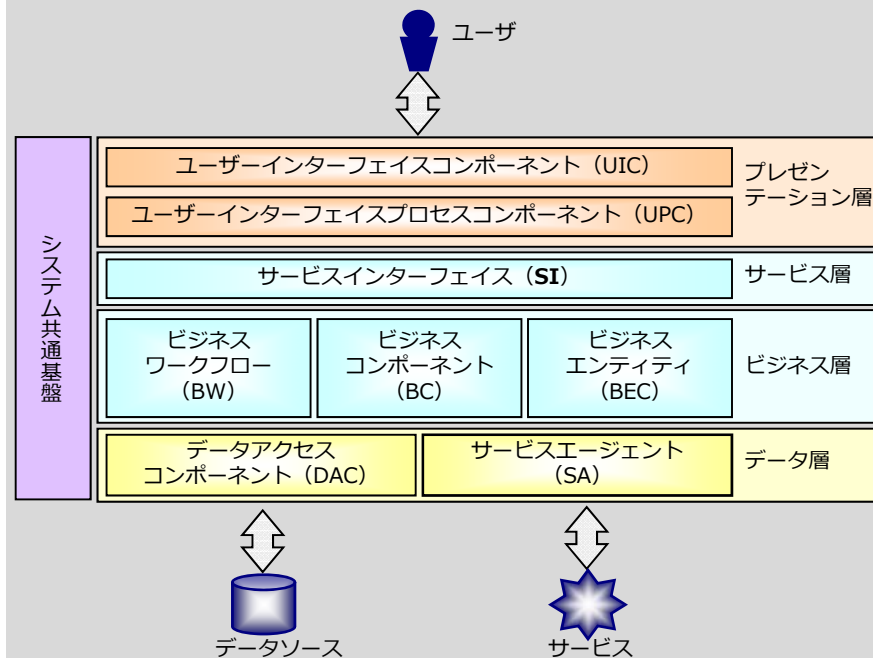 ユーザ
システム共通基盤
ユーザーインターフェイスコンポーネント（UIC）
ユーザーインターフェイスプロセスコンポーネント（UPC）
プレゼン
テーション層
サービスインターフェイス（SI）
サービス層
ビジネス
ワークフロー
（BW）
ビジネス
コンポーネント
（BC）
ビジネス
エンティティ
（BEC）
ビジネス層
データアクセス
コンポーネント（DAC）
サービスエージェント
（SA）
データ層
データソース
サービス